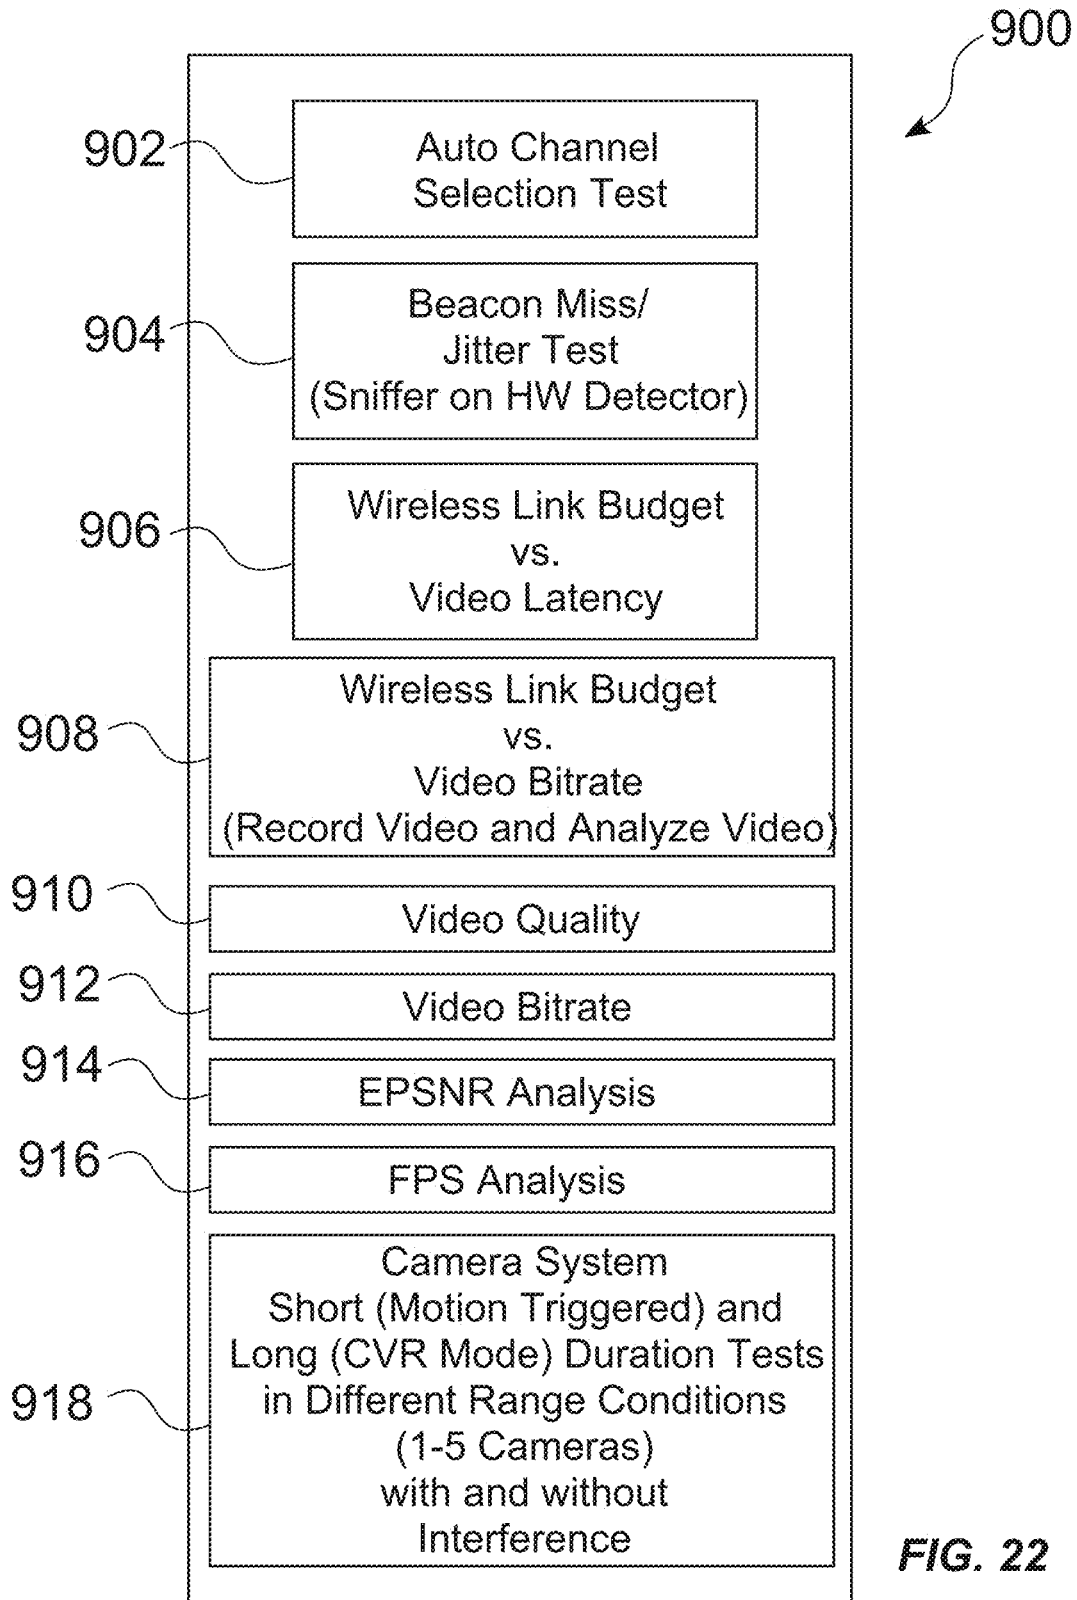 900
902
Auto Channel
Selection Test
904
Beacon Miss/
Jitter Test
(Sniffer on HW Detector)
906
Wireless Link Budget
vs.
Video Latency
908
Wireless Link Budget
vs.
Video Bitrate
(Record Video and Analyze Video)
910
Video Quality
912
Video Bitrate
914
EPSNR Analysis
916
FPS Analysis
918
Camera System
Short (Motion Triggered) and
Long (CVR Mode) Duration Tests
in Different Range Conditions
(1-5 Cameras)
with and without
Interference
FIG. 22